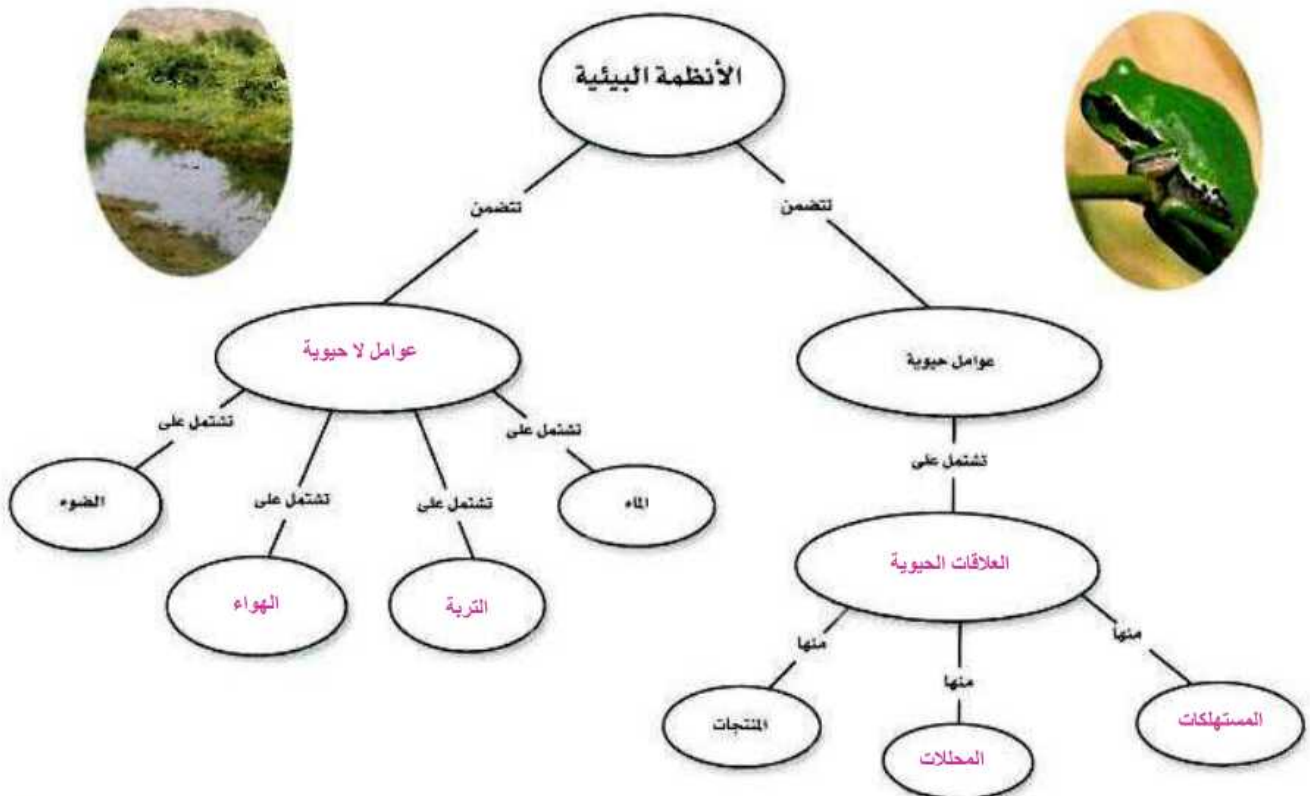 الأنظمة البيئية
تتضمن
تتضمن
عوامل حيوية
عوامل لا حيوية
تشتمل على
تشتمل على
تشتمل على
تشتمل على
تشتمل على
الماء
الضوء
التربة
الهواء
العلاقات الحيوية
منها
منها
منها
المستهلكات
المحللات
المنتجات